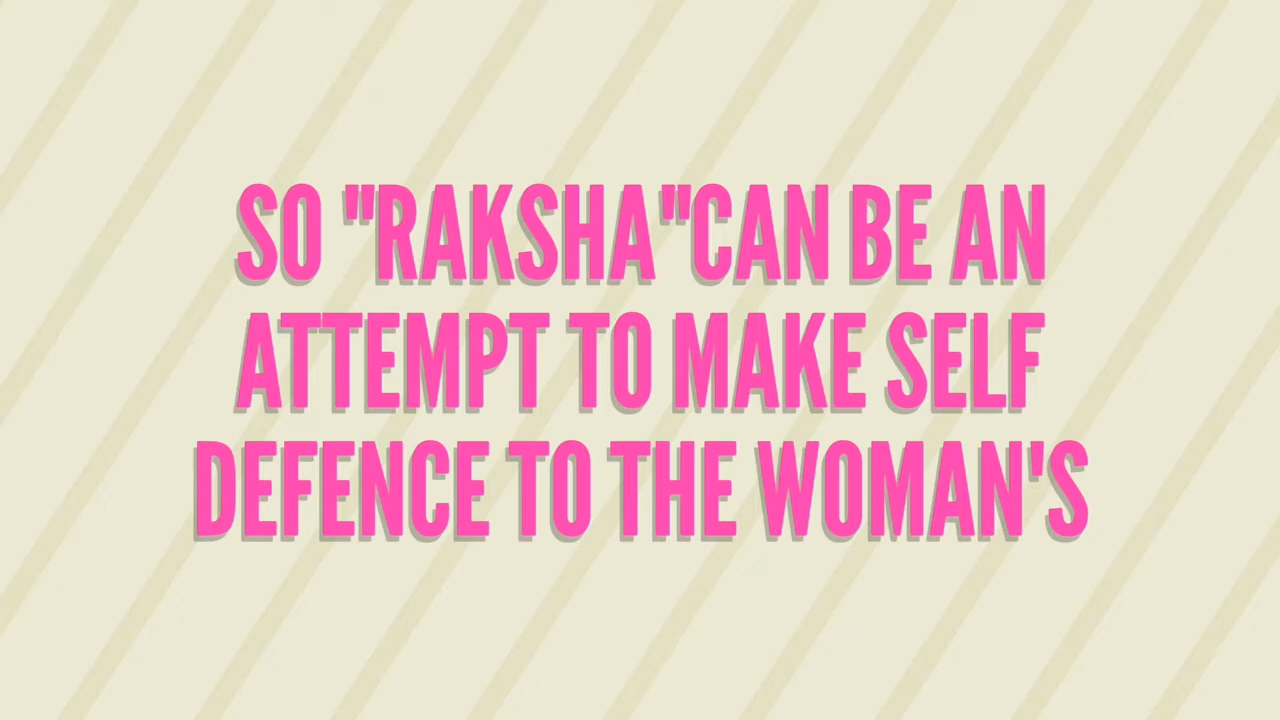 SO "RAKSHA"CAN BE AN
ATTEMPT TO MAKE SELF
DEFENCE TO THE WOMAN'S